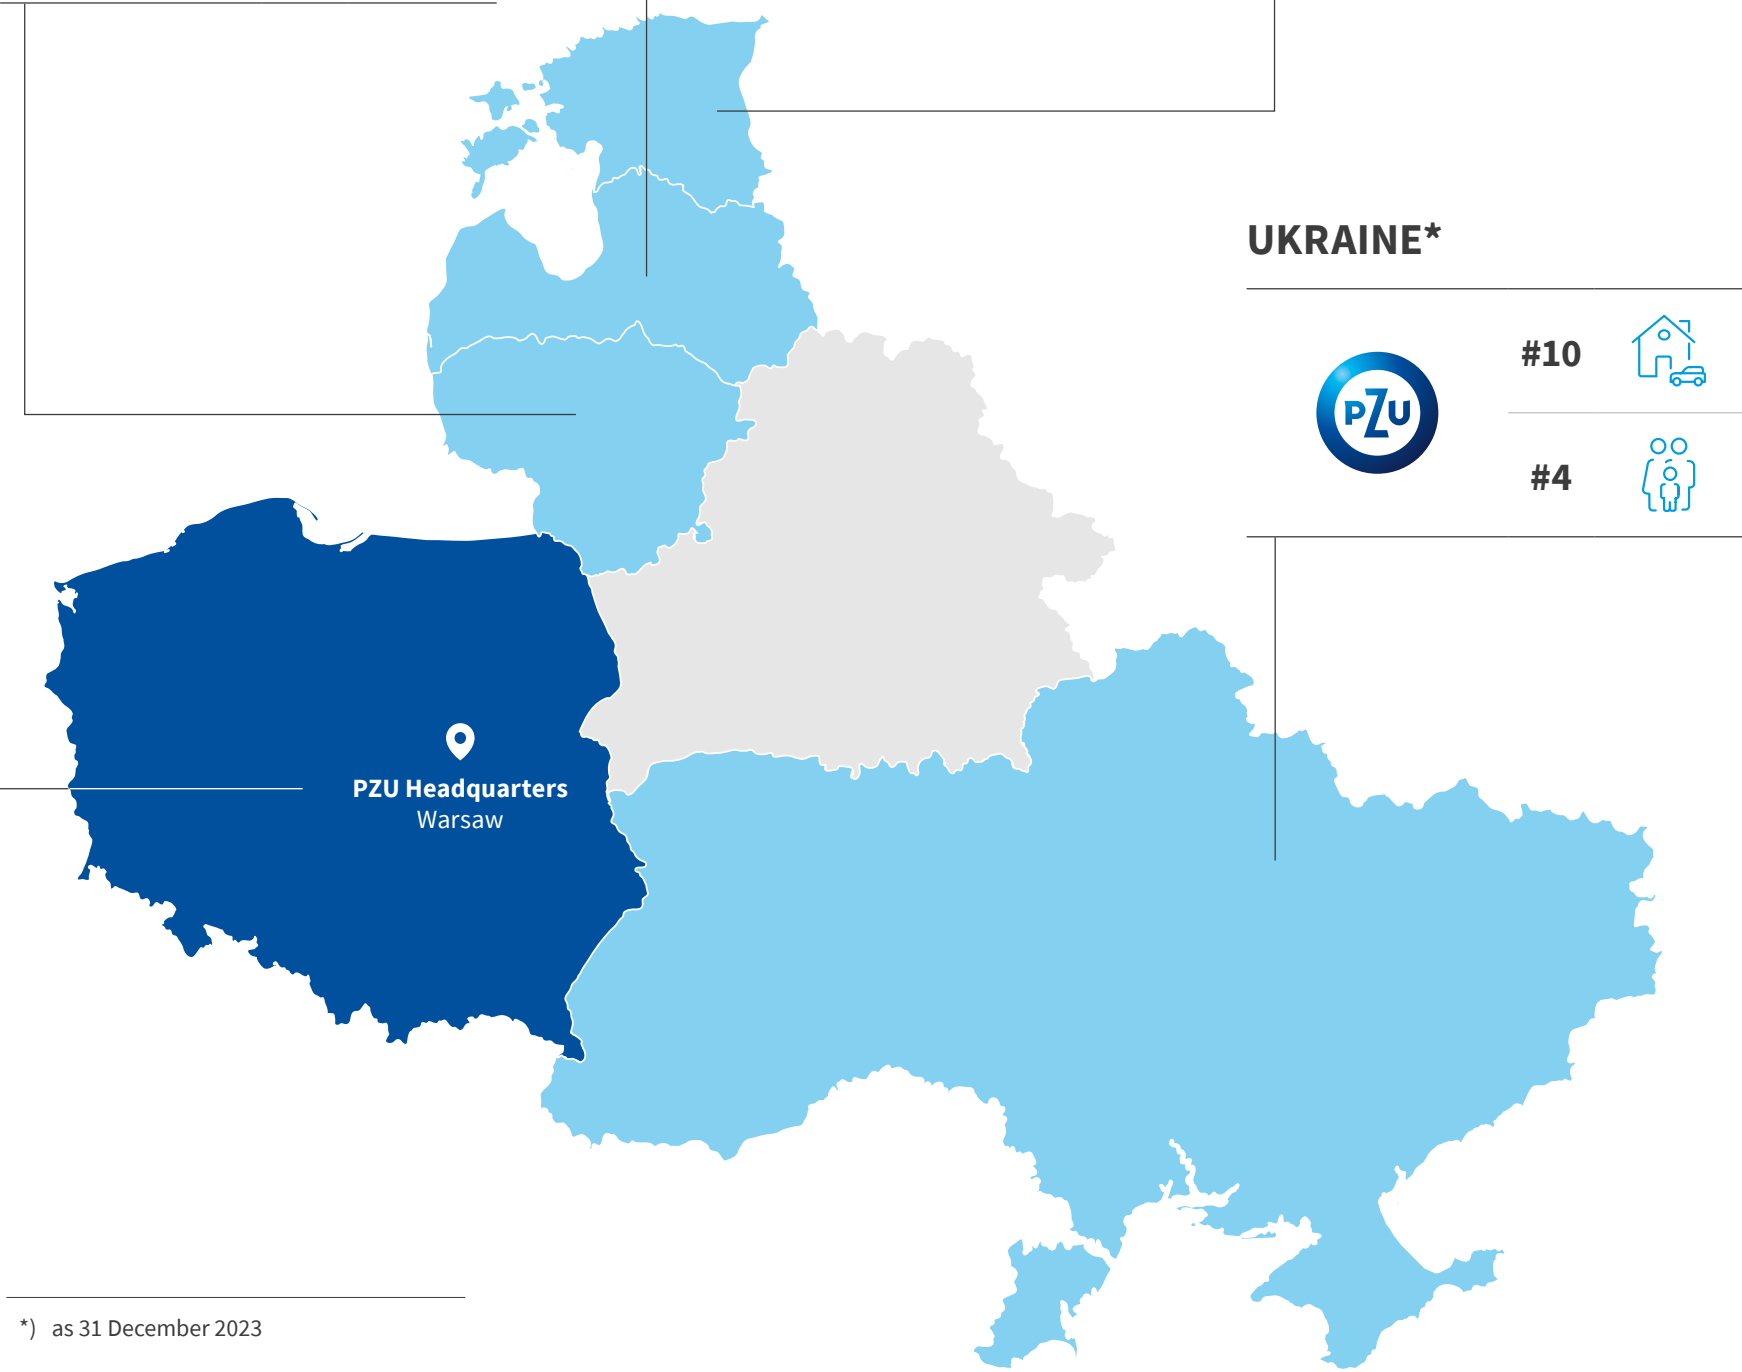 UKRAINE*
#10
PZU
#4
PZU Headquarters
Warsaw
*) as 31 December 2023